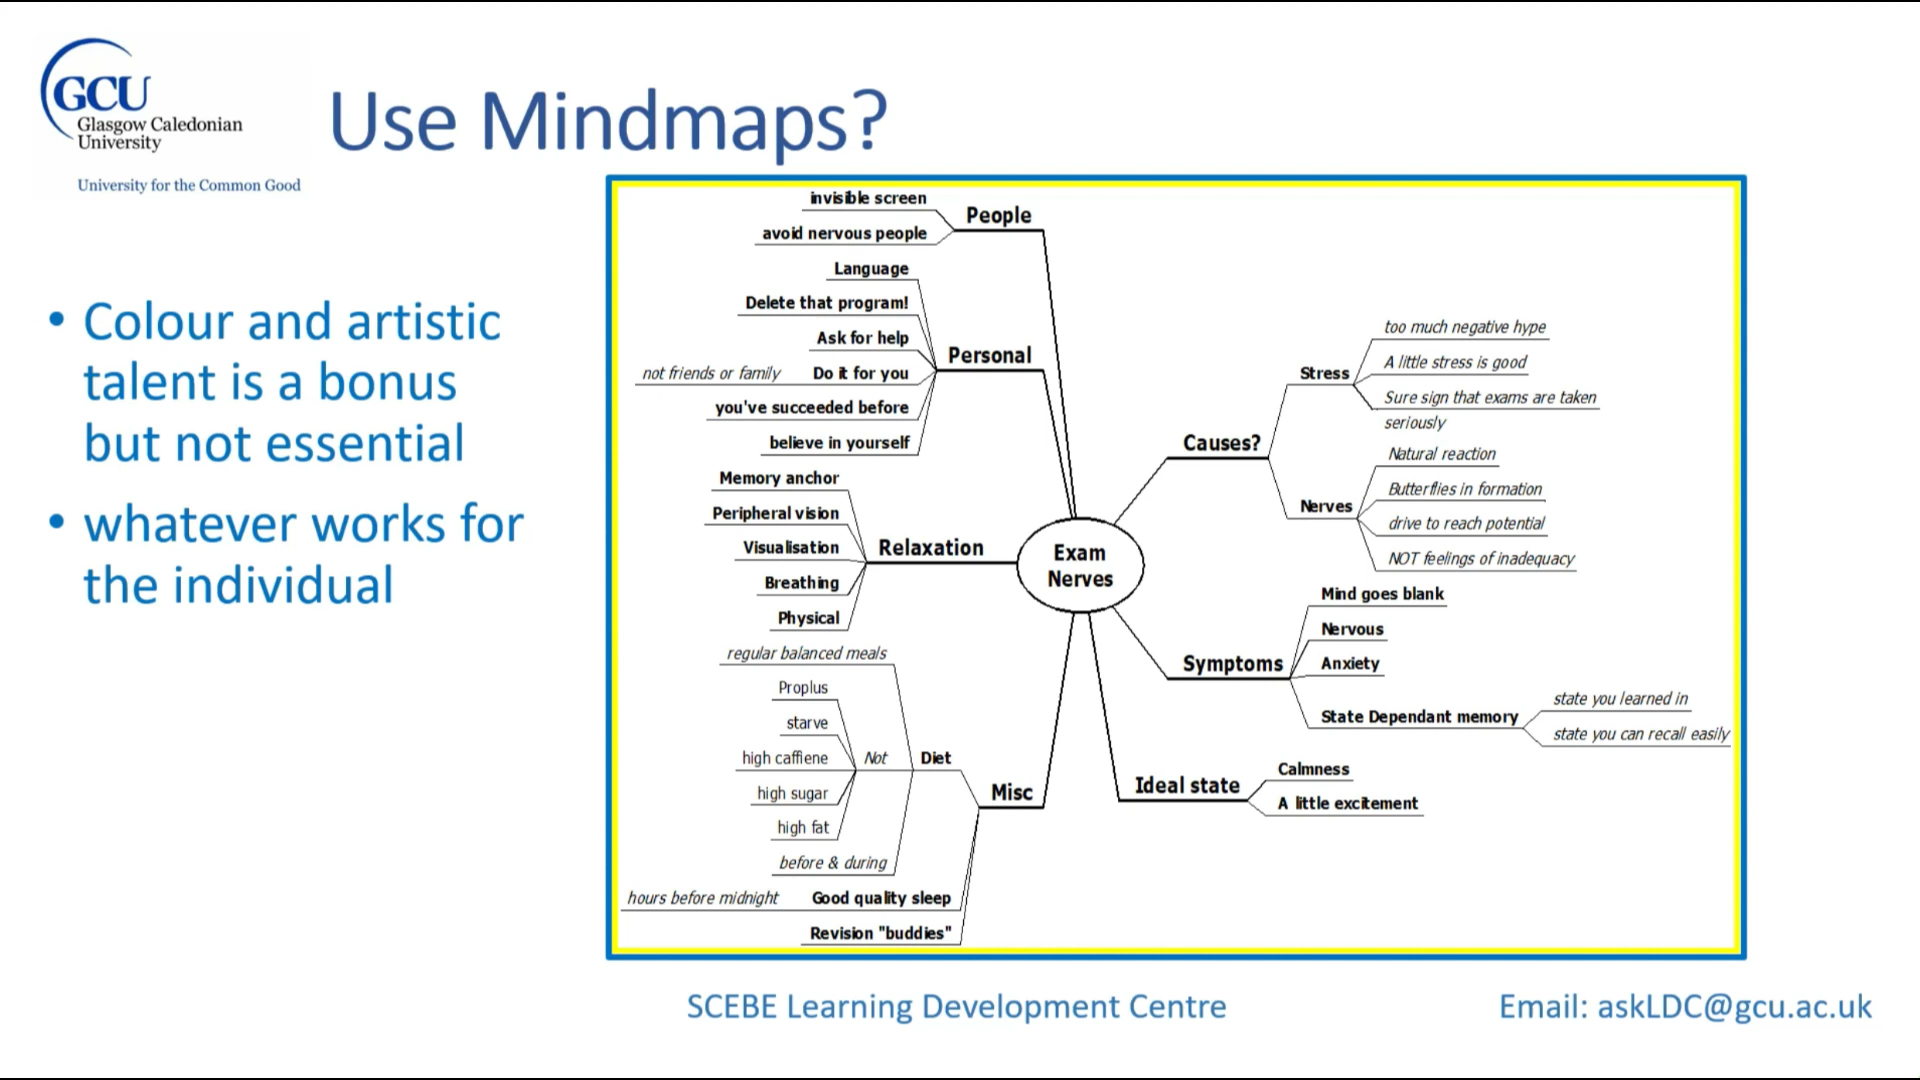 GCU
Glasgow Caledonian
University
University for the Common Good
Use Mindmaps?
• Colour and artistic
talent is a bonus
but not essential
• whatever works for
the individual
invisible screen
People
avoid nervous people
Language
Delete that program!
Ask for help
Personal
not friends or family Do it for you
you've succeeded before
believe in yourself
Memory anchor
Peripheral vision
Visualisation
Relaxation
Breathing
Physical
regular balanced meals
Proplus
starve
high caffiene
Not
Diet
high sugar
high fat
before & during
Misc
hours before midnight Good quality sleep
Revision "buddies"
Exam
Nerves
too much negative hype
A little stress is good
Stress
Sure sign that exams are taken
seriously
Causes?
Natural reaction
Butterflies in formation
Nerves
drive to reach potential
NOT feelings of inadequacy
Mind goes blank
Nervous
Symptoms
Anxiety
State Dependant memory
state you learned in
state you can recall easily
Ideal state
Calmness
A little excitement
SCEBE Learning Development Centre
Email: askLDC@gcu.ac.uk